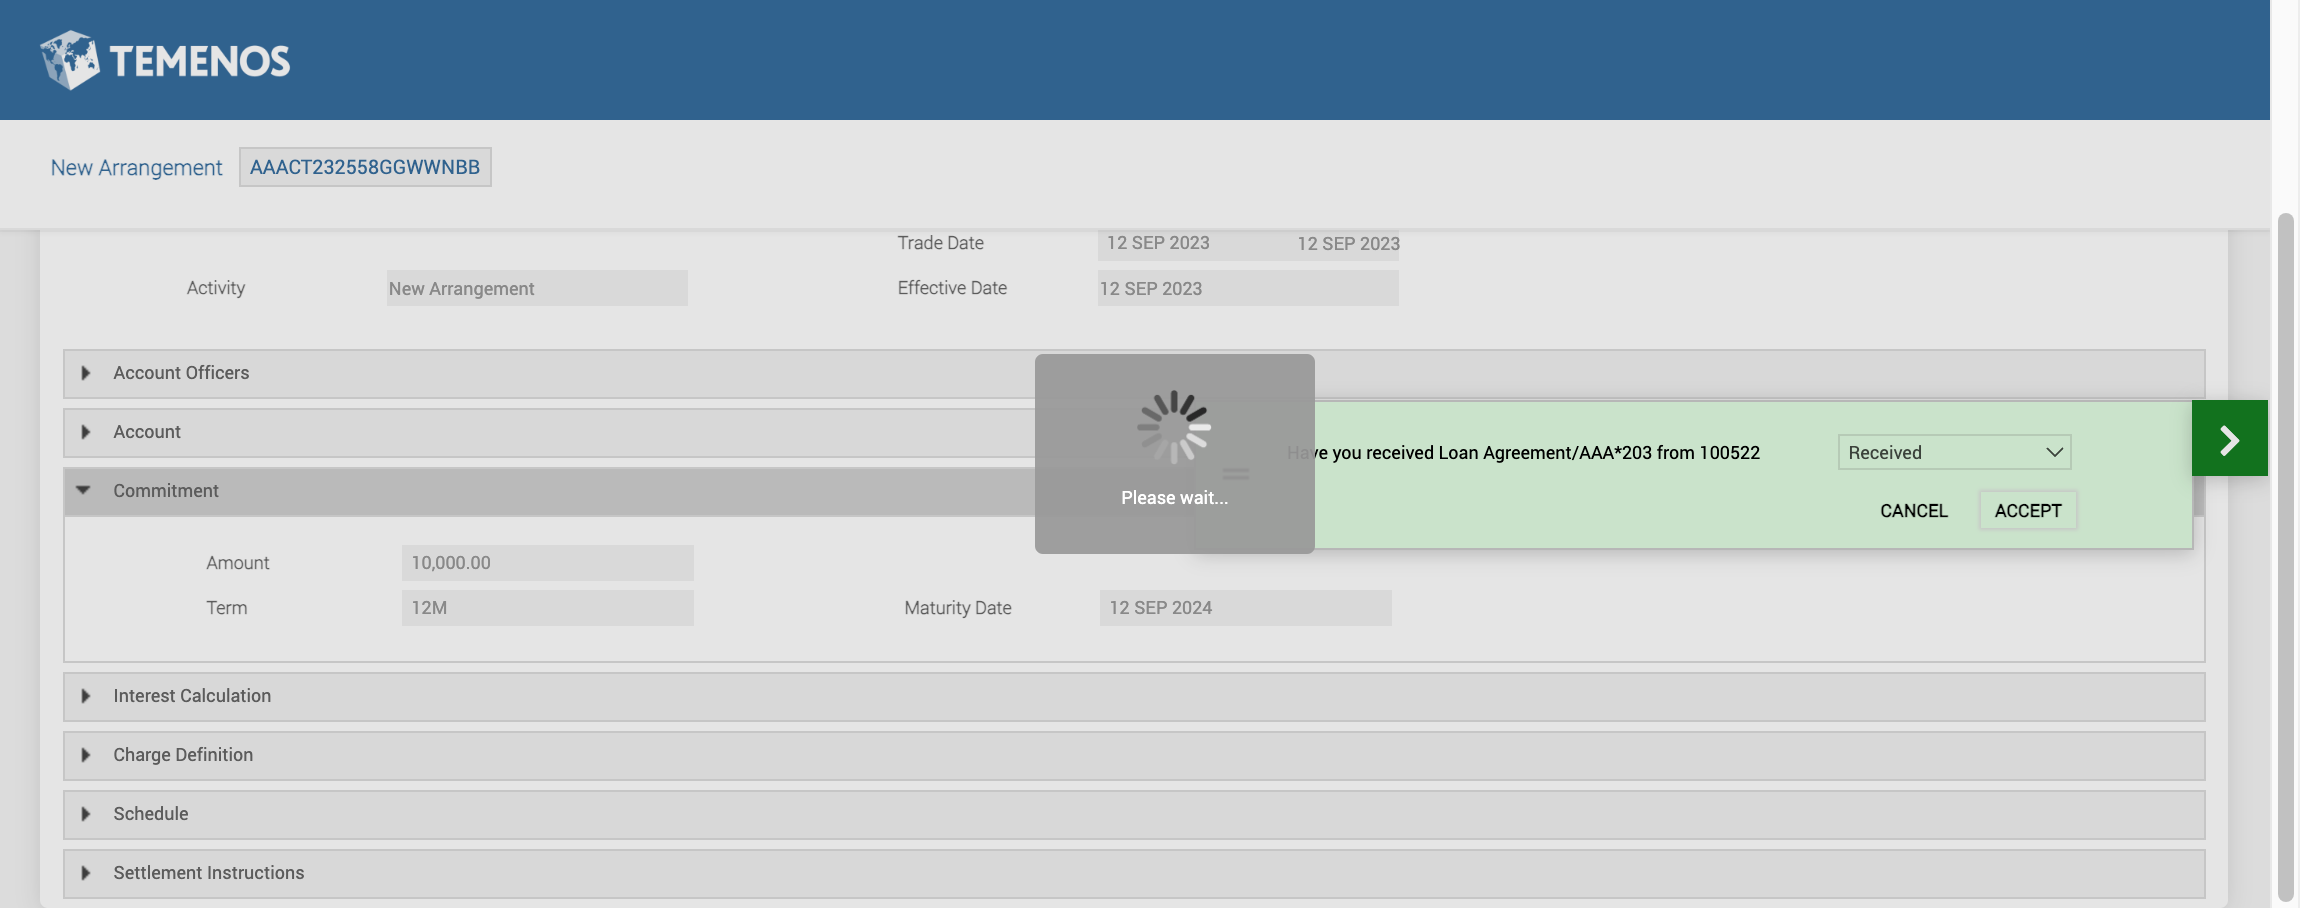 TEMENOS
New Arrangement AAACT232558GGWWNBB
Trade Date 12 SEP 2023 12 SEP 2023
Activity New Arrangement Effective Date 12 SEP 2023
Account Officers
Account
Have you received Loan Agreement/AAA*203 from 100522 Received
Commitment
Please wait...
CANCEL ACCEPT
Amount 10,000.00
Term 12M Maturity Date 12 SEP 2024
Interest Calculation
Charge Definition
Schedule
Settlement Instructions